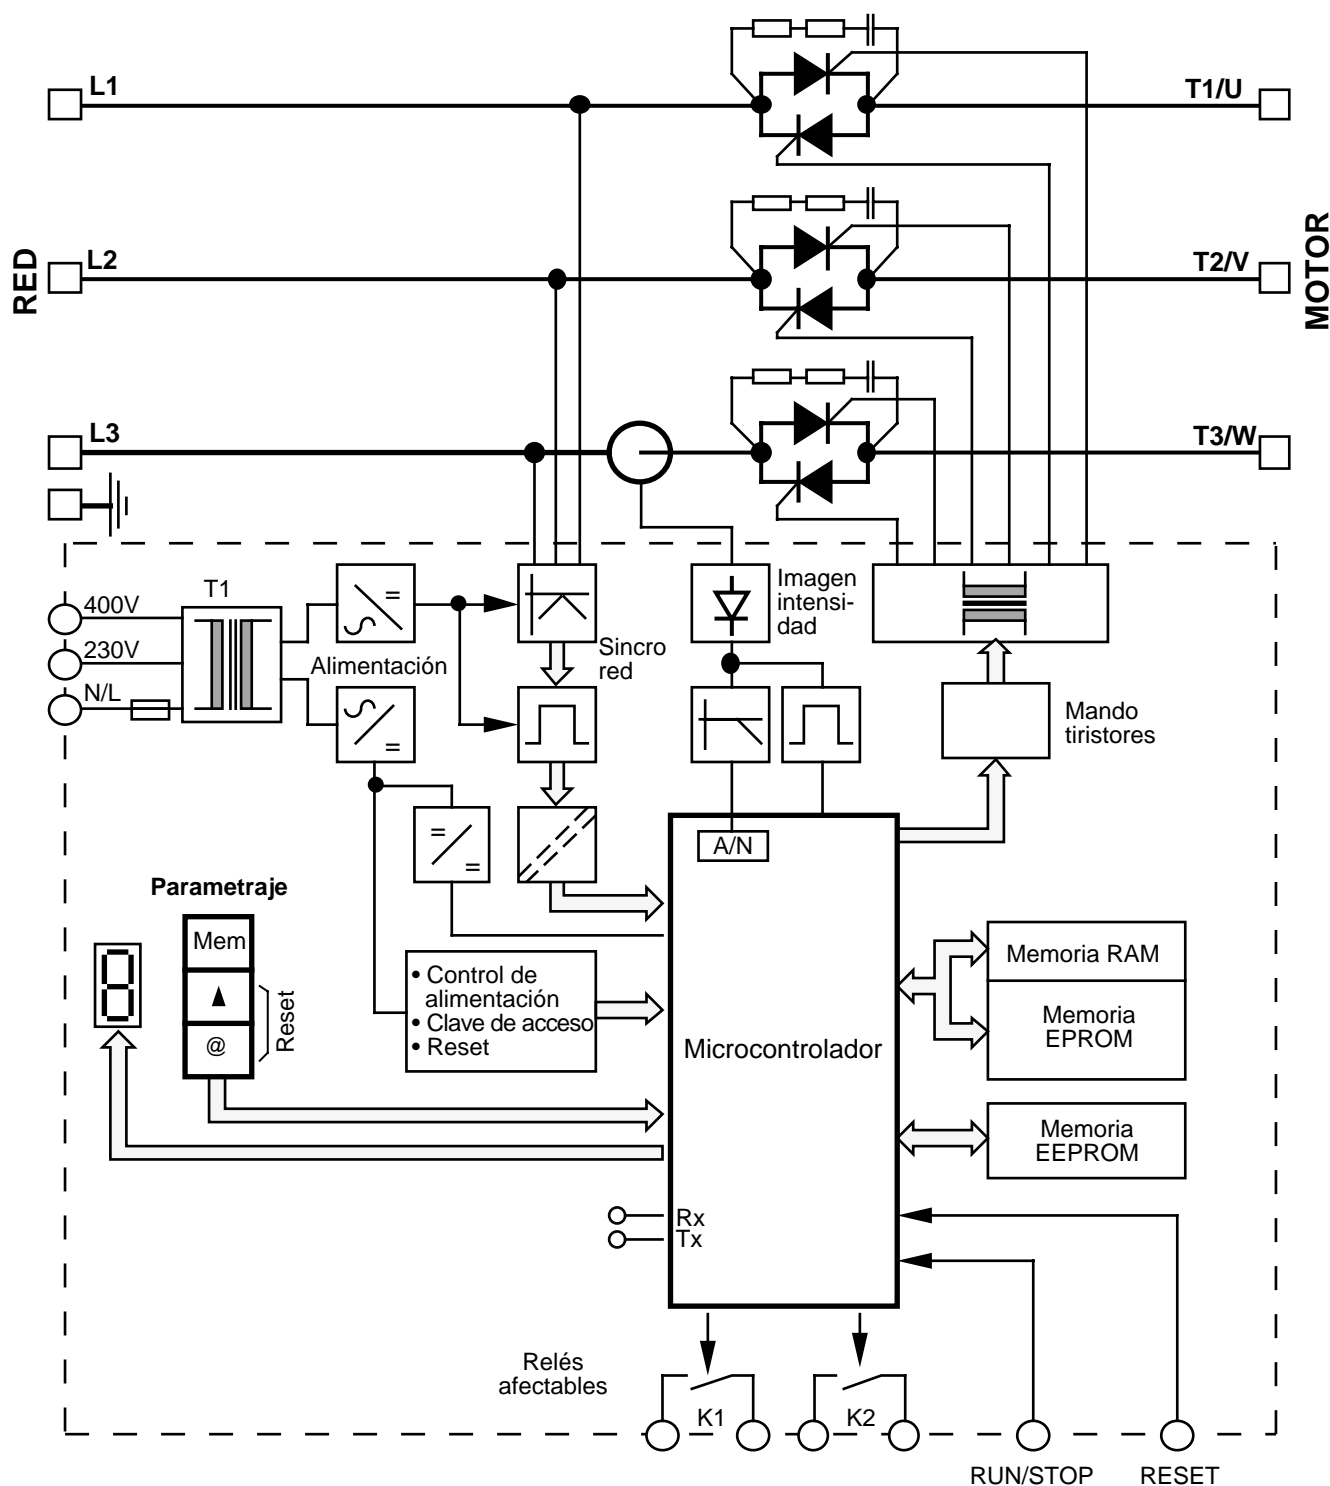 L1
T1/U
RED
L2
T2/V
MOTOR
L3
T3/W
T1
400V
230V
N/L
Alimentación
Sincro
red
Imagen
intensi-
dad
Mando
tiristores
A/N
Parametraje
Mem
▲
@
Reset
• Control de
alimentación
• Clave de acceso
• Reset
Microcontrolador
Memoria RAM
Memoria
EPROM
Memoria
EEPROM
Rx
Tx
Relés
afectables
K1
K2
RUN/STOP
RESET